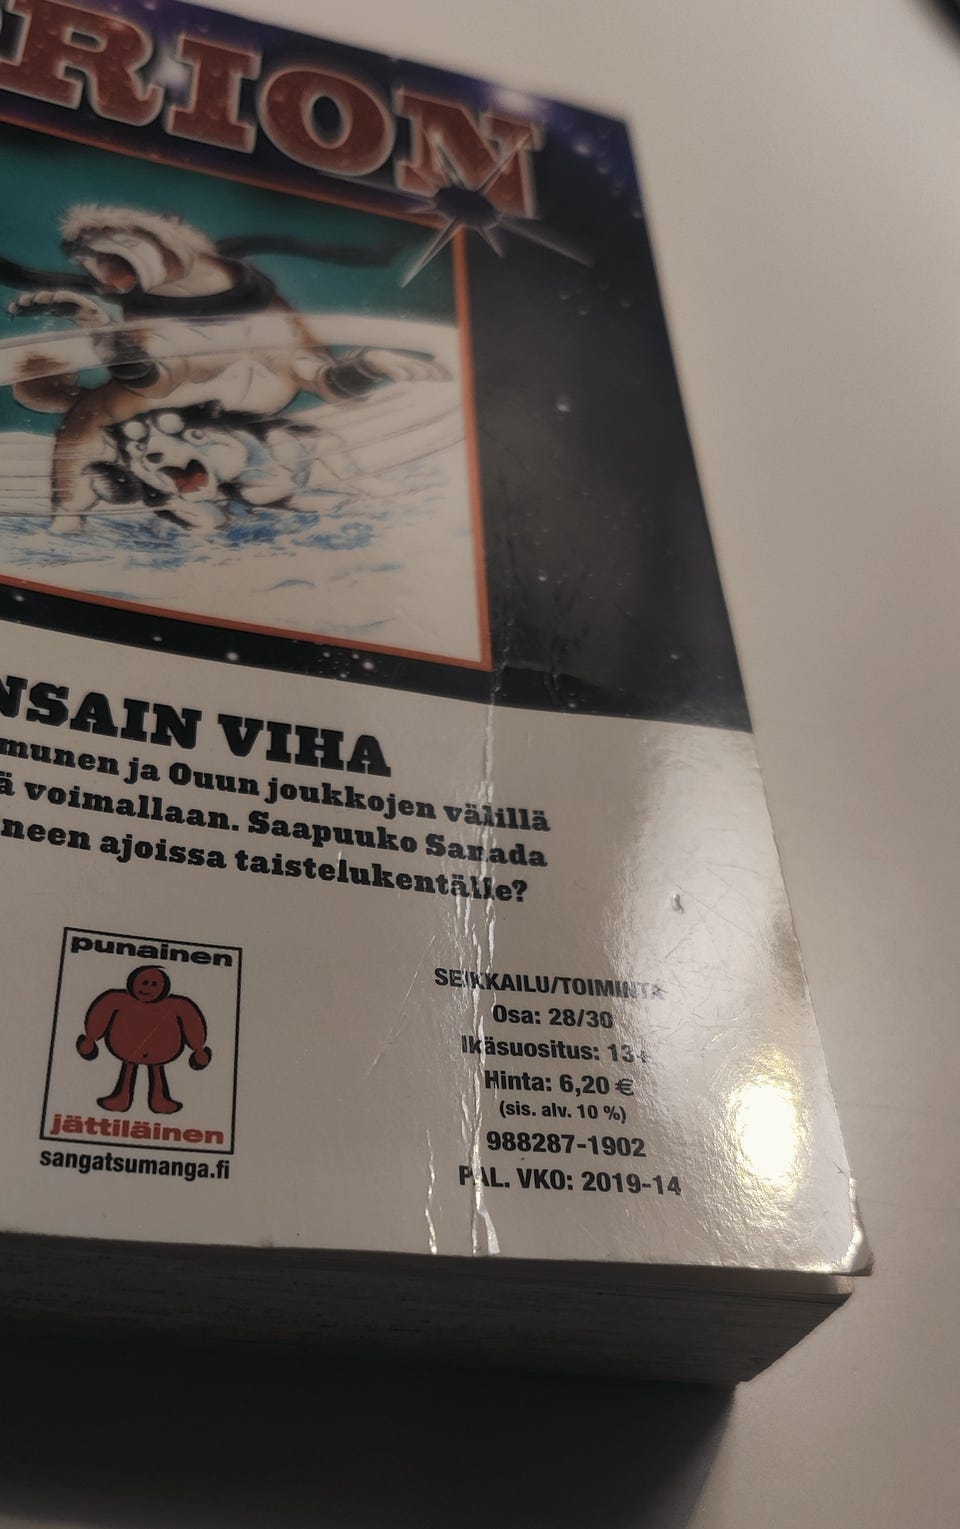 RION
NSAIN VIHA
munen ja Ouun joukkojen välillä
ä voimallaan. Saapuuko Sanada
neen ajoissa taistelukentälle?
punainen
jättiläinen
sangatsumanga.fi
SEIKKAILU/TOIMINTA
Osa: 28/30
Ikäsuositus: 13+
Hinta: 6,20 €
(sis. alv. 10 %)
988287-1902
PAL. VKO: 2019-14